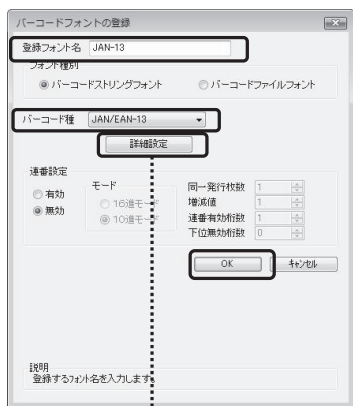 バーコードフォントの登録
登録フォント名 JAN-13
フォント種別
バーコードストリングフォント バーコードファイルフォント
バーコード種 JAN/EAN-13
詳細設定
連番設定
有効
無効
モード
16進モード
10進モード
同一発行枚数 1
増減値 1
連番有効桁数 1
下位無効桁数 0
OK キャンセル
説明
登録するフォント名を入力します。